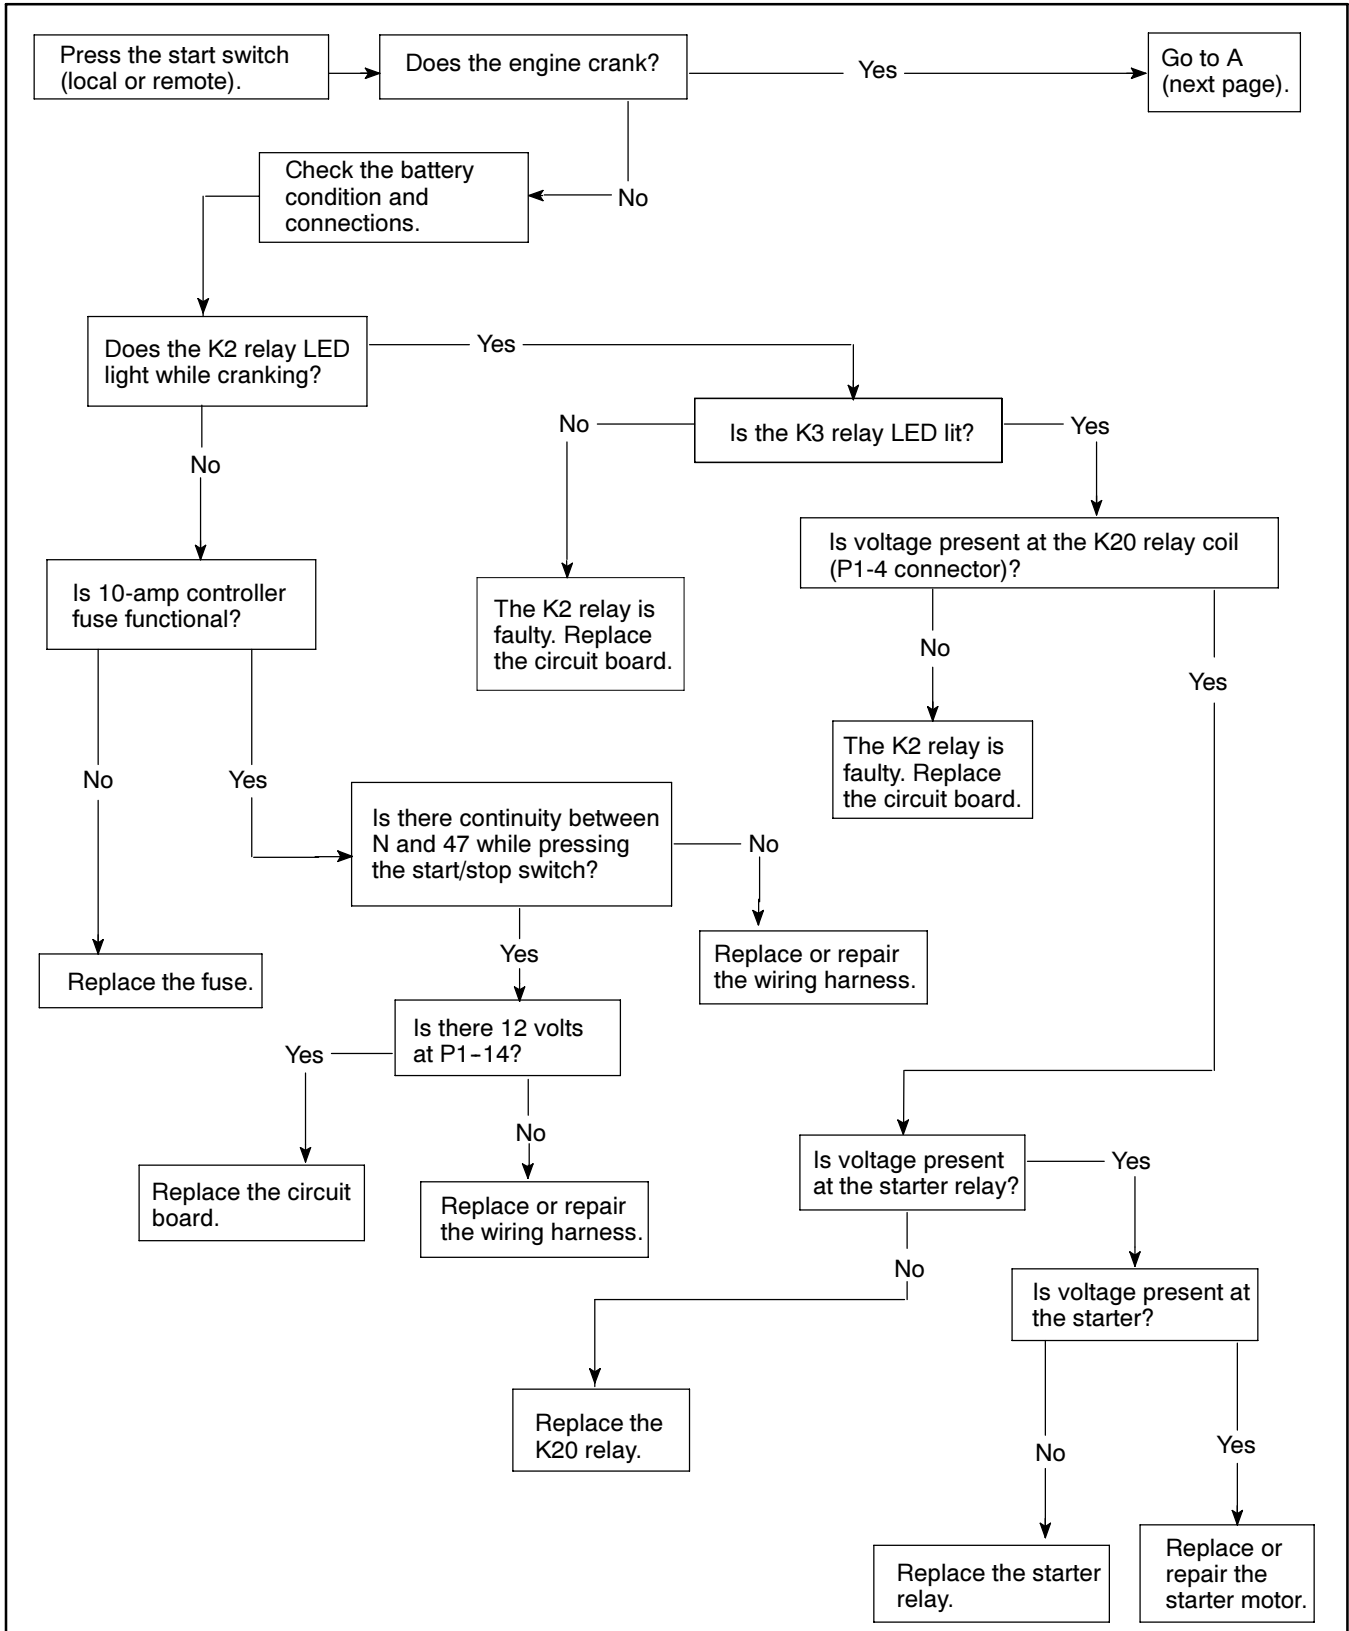 Press the start switch
(local or remote).
Does the engine crank?
Yes
Go to A
(next page).
Check the battery
condition and
connections.
No
Does the K2 relay LED
light while cranking?
Yes
No
Is the K3 relay LED lit?
Yes
No
Is voltage present at the K20 relay coil
(P1-4 connector)?
Is 10-amp controller
fuse functional?
The K2 relay is
faulty. Replace
the circuit board.
No
Yes
The K2 relay is
faulty. Replace
the circuit board.
No
Yes
Is there continuity between
N and 47 while pressing
the start/stop switch?
No
Yes
Replace or repair
the wiring harness.
Replace the fuse.
Is there 12 volts
at P1-14?
Yes
No
Is voltage present
at the starter relay?
Yes
Replace the circuit
board.
Replace or repair
the wiring harness.
No
Is voltage present at
the starter?
Replace the
K20 relay.
No
Yes
Replace the starter
relay.
Replace or
repair the
starter motor.